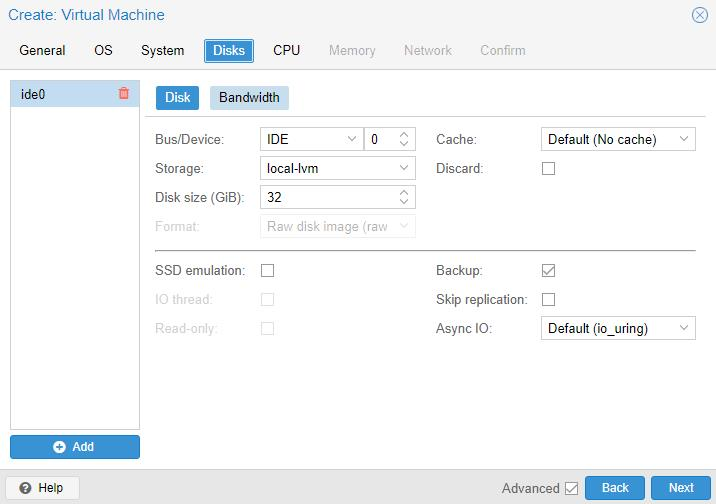 Create: Virtual Machine
General OS System Disks CPU Memory Network Confirm
ide0
Disk Bandwidth
Bus/Device: IDE 0 Cache: Default (No cache)
Storage: local-lvm Discard:
Disk size (GiB): 32
Format: Raw disk image (raw
SSD emulation: Backup:
IO thread: Skip replication:
Read-only: Async IO: Default (io_uring)
Add
Help Advanced Back Next